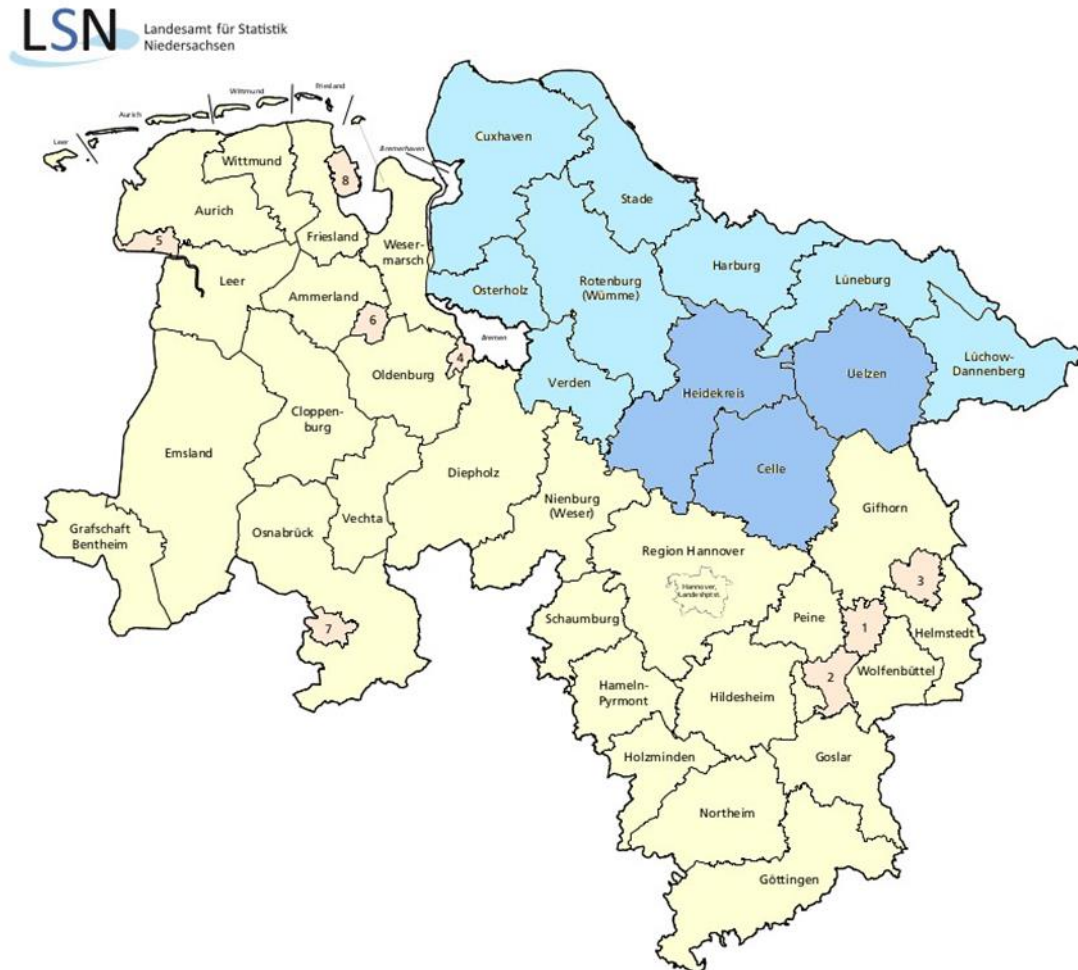 LSN
Landesamt für Statistik
Niedersachsen
Friesland
Wittmund
Aurich
Leer
Bremerhaven
Cuxhaven
Wittmund
8
Stade
Aurich
Friesland
Weser-
marsch
5
Harburg
Lüneburg
Leer
Rotenburg
(Wümme)
Osterholz
Ammerland
6
Bremen
4
Lüchow-
Dannenberg
Oldenburg
Verden
Uelzen
Heidekreis
Cloppen-
burg
Emsland
Diepholz
Celle
Nienburg
(Weser)
Gifhorn
Grafschaft
Bentheim
Osnabrück
Vechta
Region Hannover
Hannover,
Landeshptst.
3
Schaumburg
Peine
1
7
Helmstedt
Wolfenbüttel
2
Hameln-
Pyrmont
Hildesheim
Holzminden
Goslar
Northeim
Göttingen